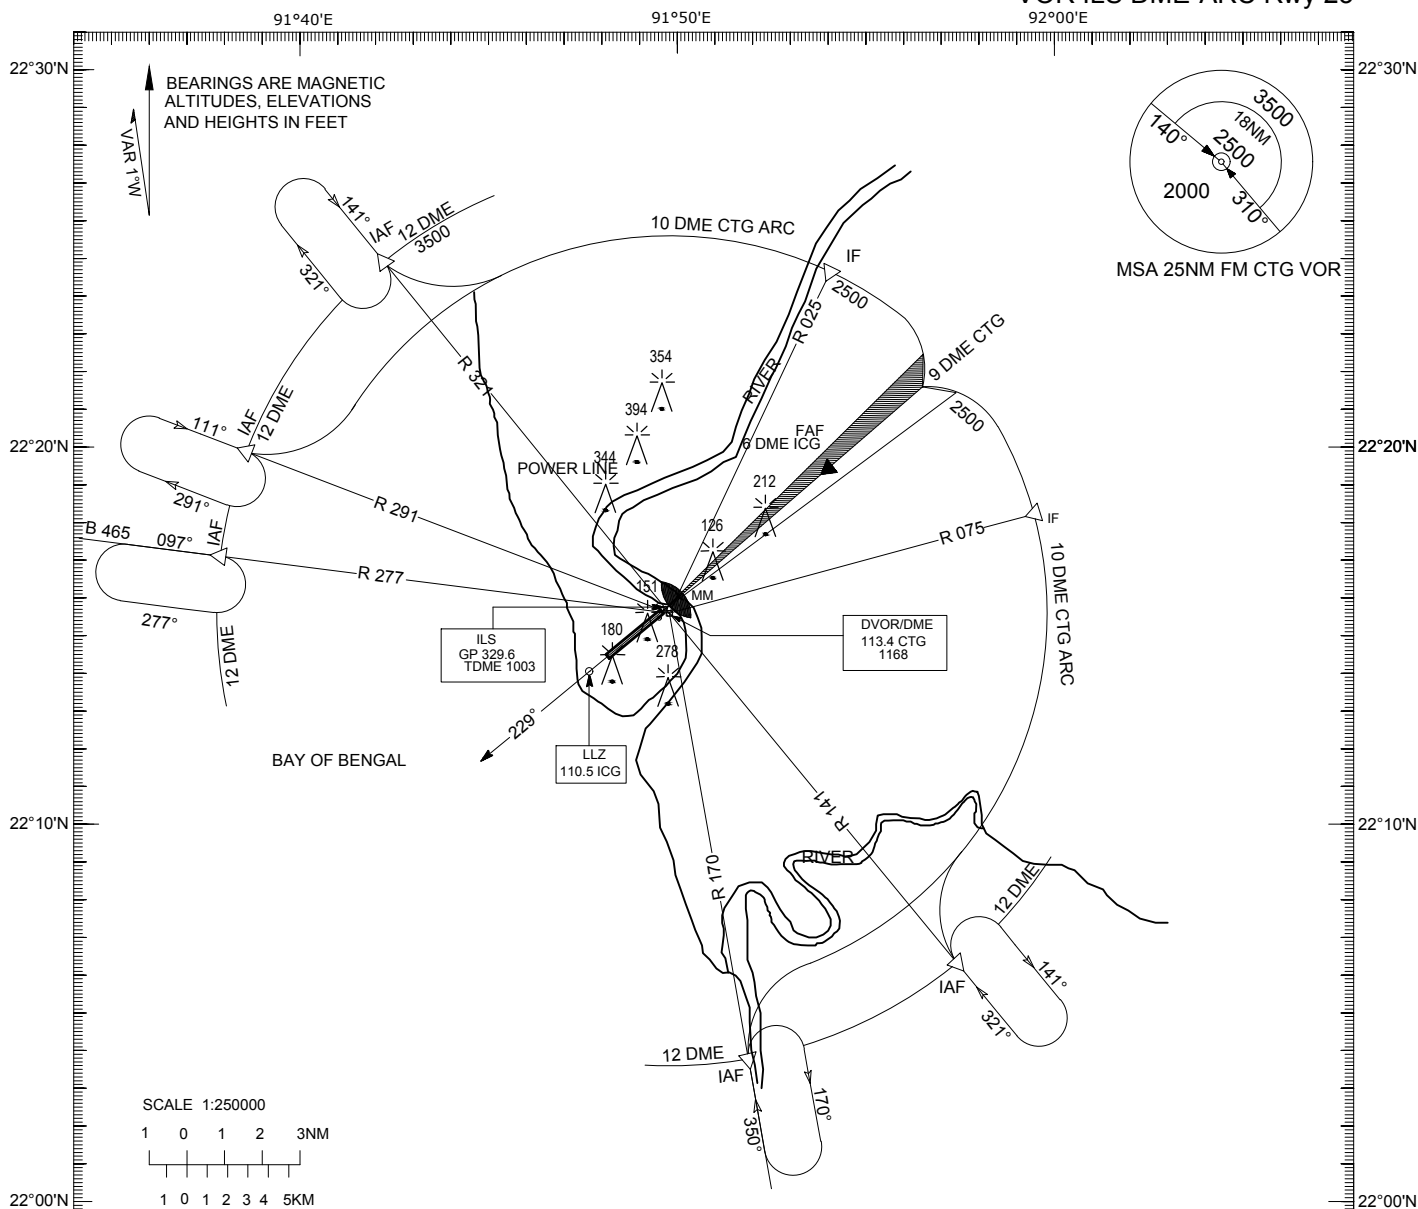 VOR ILS DME ARC Rwy 23
91°40'E
91°50'E
92°00'E
22°30'N
22°30'N
BEARINGS ARE MAGNETIC
ALTITUDES, ELEVATIONS
AND HEIGHTS IN FEET
VAR 1°W
3500
18NM
2500
140°
310°
2000
MSA 25NM FM CTG VOR
141°
321°
IAF
12 DME
3500
10 DME CTG ARC
IF
2500
R 025
9 DME CTG
2500
R 321
354
394
344
RIVER
POWER LINE
FAF
6 DME ICG
212
126
22°20'N
22°20'N
111°
291°
IAF
12 DME
R 291
IAF
B 465
097°
277°
R 277
12 DME
R 075
IF
10 DME CTG ARC
151
MM
180
278
ILS
GP 329.6
TDME 1003
DVOR/DME
113.4 CTG
1168
229°
LLZ
110.5 ICG
BAY OF BENGAL
22°10'N
22°10'N
R 141
R 170
RIVER
12 DME
IAF
141°
321°
12 DME
IAF
170°
350°
SCALE 1:250000
1 0 1 2 3NM
1 0 1 2 3 4 5KM
22°00'N
22°00'N